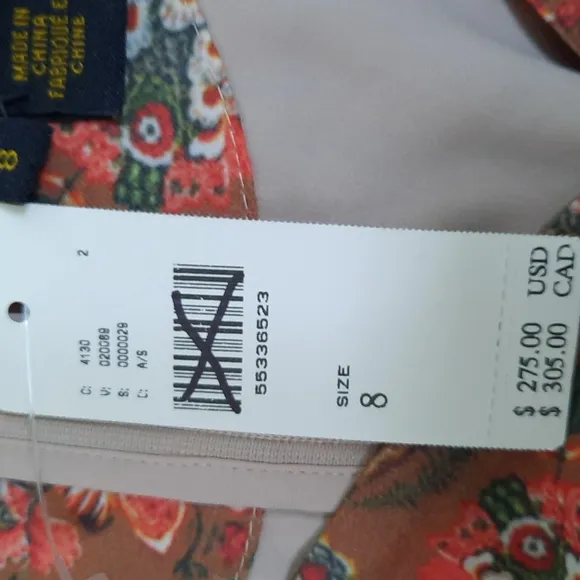 MADE IN
CHINA
FABRIQUÉ E
CHINE
8
2
C: 4130
V: 020089
S: 0000029
L: A/S
55336523
SIZE
8
$ 275.00 USD
$ 305.00 CAD